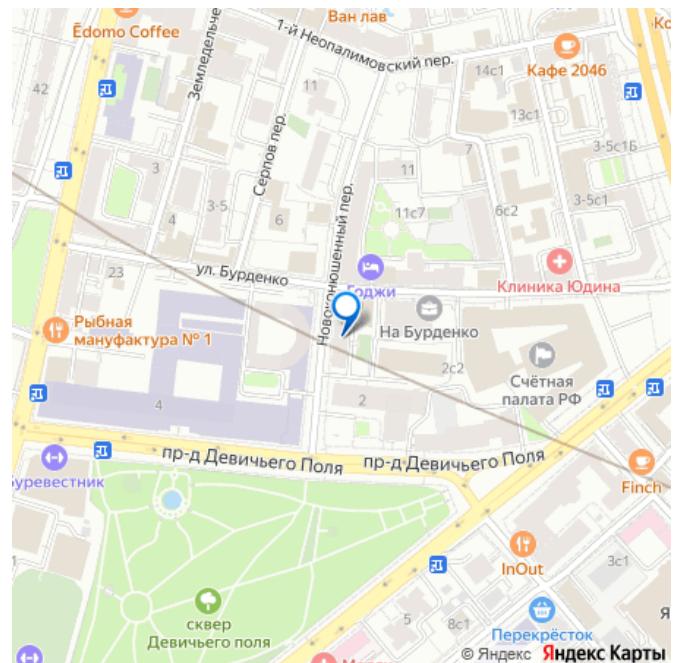 Ван лав
Ēdomo Coffee
1-й Неопалимовский пер.
Кафе 2046
14с1
Земледельче
11
42
Серпов пер.
7
3-5с1Б
3
11
3-5
3-5с1
4
6
11с7
6с2
Новоконюшенный пер.
23
ул. Бурденко
Годжи
Клиника Юдина
На Бурденко
Рыбная
мануфактура № 1
2с2
Счётная
палата РФ
4
2
пр-д Девичьего Поля
пр-д Девичьего Поля
Буревестник
Finch
InOut
3с1
сквер
Девичьего поля
5
8с1
Перекрёсток
© Яндекс Яндекс Карты